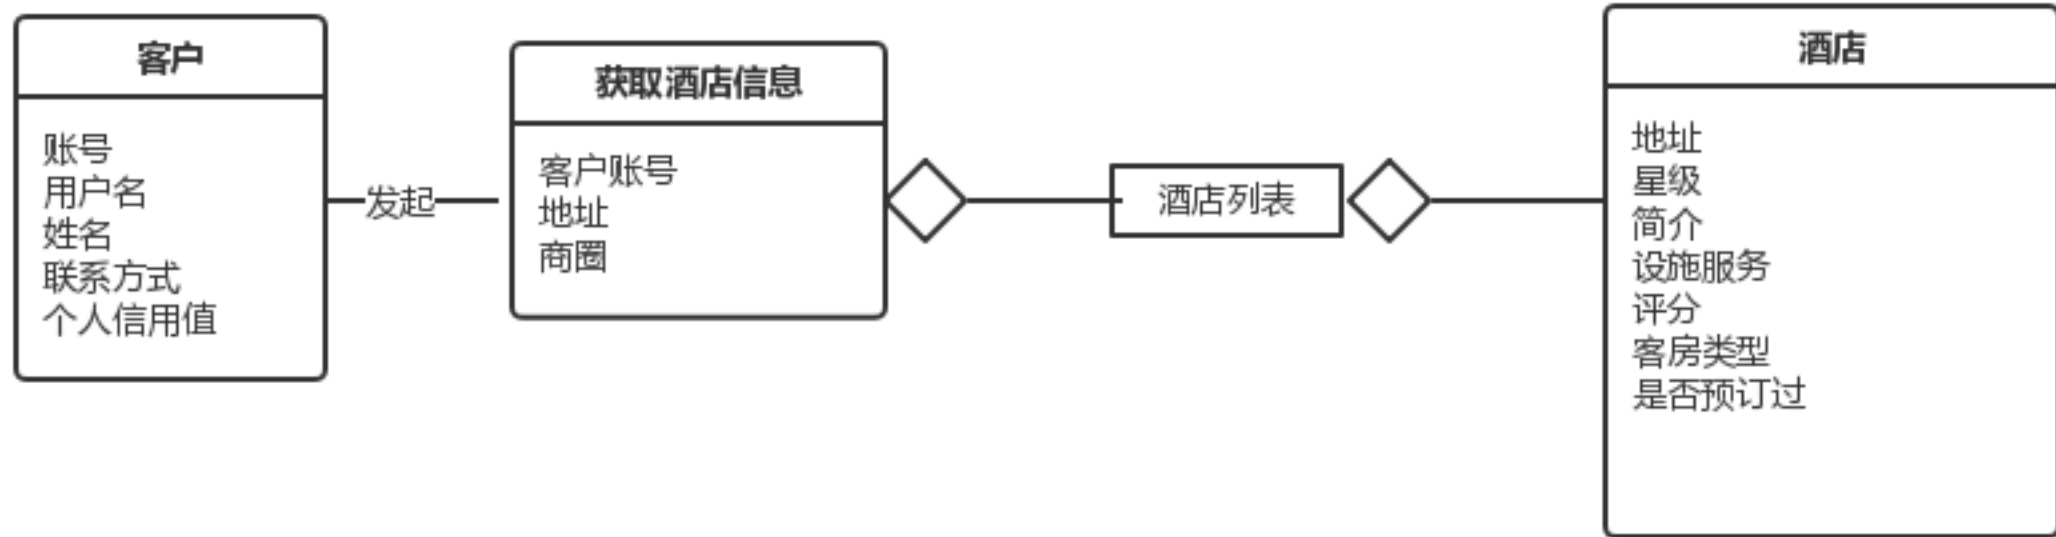 客户
账号
用户名
姓名
联系方式
个人信用值
发起
获取酒店信息
客户账号
地址
商圈
酒店列表
酒店
地址
星级
简介
设施服务
评分
客房类型
是否预订过